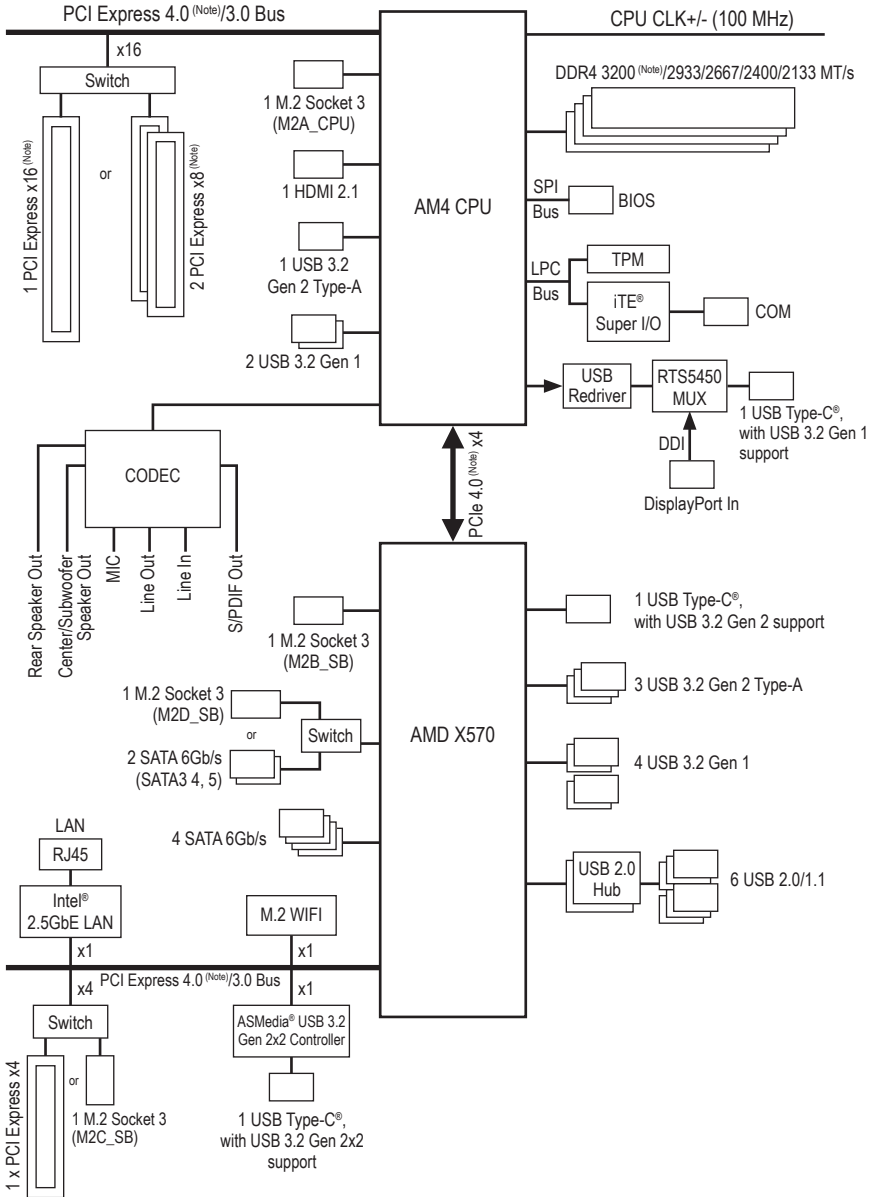 PCI Express 4.0 (Note)/3.0 Bus
CPU CLK+/- (100 MHz)
x16
Switch
1 PCI Express x16 (Note)
or
2 PCI Express x8 (Note)
1 M.2 Socket 3
(M2A_CPU)
1 HDMI 2.1
1 USB 3.2
Gen 2 Type-A
2 USB 3.2 Gen 1
AM4 CPU
DDR4 3200 (Note)/2933/2667/2400/2133 MT/s
SPI
Bus
BIOS
LPC
Bus
TPM
iTE®
Super I/O
COM
USB
Redriver
RTS5450
MUX
1 USB Type-C®,
with USB 3.2 Gen 1
support
DDI
DisplayPort In
CODEC
Rear Speaker Out
Center/Subwoofer
Speaker Out
MIC
Line Out
Line In
S/PDIF Out
PCIe 4.0 (Note) x4
1 M.2 Socket 3
(M2B_SB)
1 M.2 Socket 3
(M2D_SB)
or
2 SATA 6Gb/s
(SATA3 4, 5)
Switch
4 SATA 6Gb/s
AMD X570
1 USB Type-C®,
with USB 3.2 Gen 2 support
3 USB 3.2 Gen 2 Type-A
4 USB 3.2 Gen 1
USB 2.0
Hub
6 USB 2.0/1.1
LAN
RJ45
Intel®
2.5GbE LAN
x1
M.2 WIFI
x1
PCI Express 4.0 (Note)/3.0 Bus
x4
Switch
1 x PCI Express x4
or
1 M.2 Socket 3
(M2C_SB)
x1
ASMedia® USB 3.2
Gen 2x2 Controller
1 USB Type-C®,
with USB 3.2 Gen 2x2
support